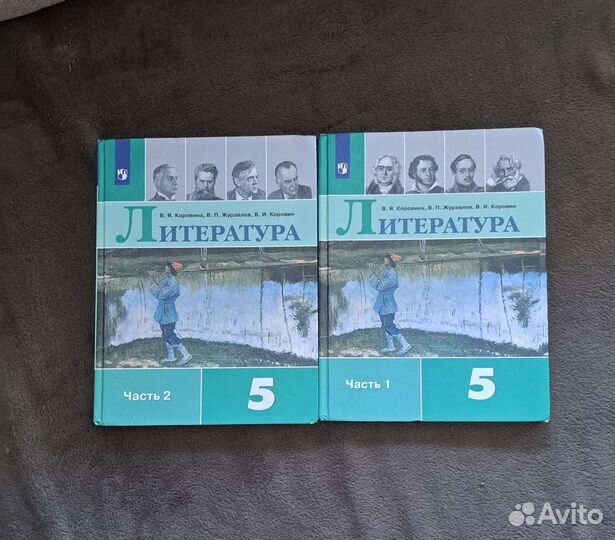 В. Я. Коровина, В. П. Журавлев, В. И. Коровин
ЛИТЕРАТУРА
Часть 2
5
В. Я. Коровина, В. П. Журавлев, В. И. Коровин
ЛИТЕРАТУРА
Часть 1
5
Avito